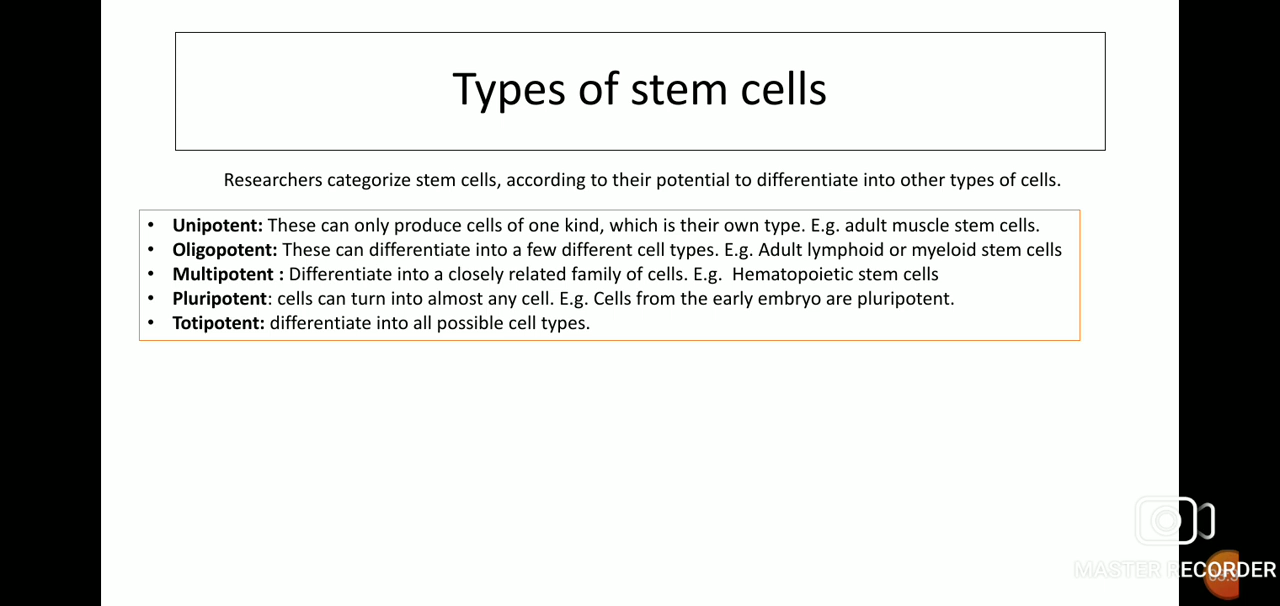 Types of stem cells
Researchers categorize stem cells, according to their potential to differentiate into other types of cells.
• Unipotent: These can only produce cells of one kind, which is their own type. E.g. adult muscle stem cells.
• Oligopotent: These can differentiate into a few different cell types. E.g. Adult lymphoid or myeloid stem cells
• Multipotent : Differentiate into a closely related family of cells. E.g.  Hematopoietic stem cells
• Pluripotent: cells can turn into almost any cell. E.g. Cells from the early embryo are pluripotent.
• Totipotent: differentiate into all possible cell types.
MASTER RECORDER